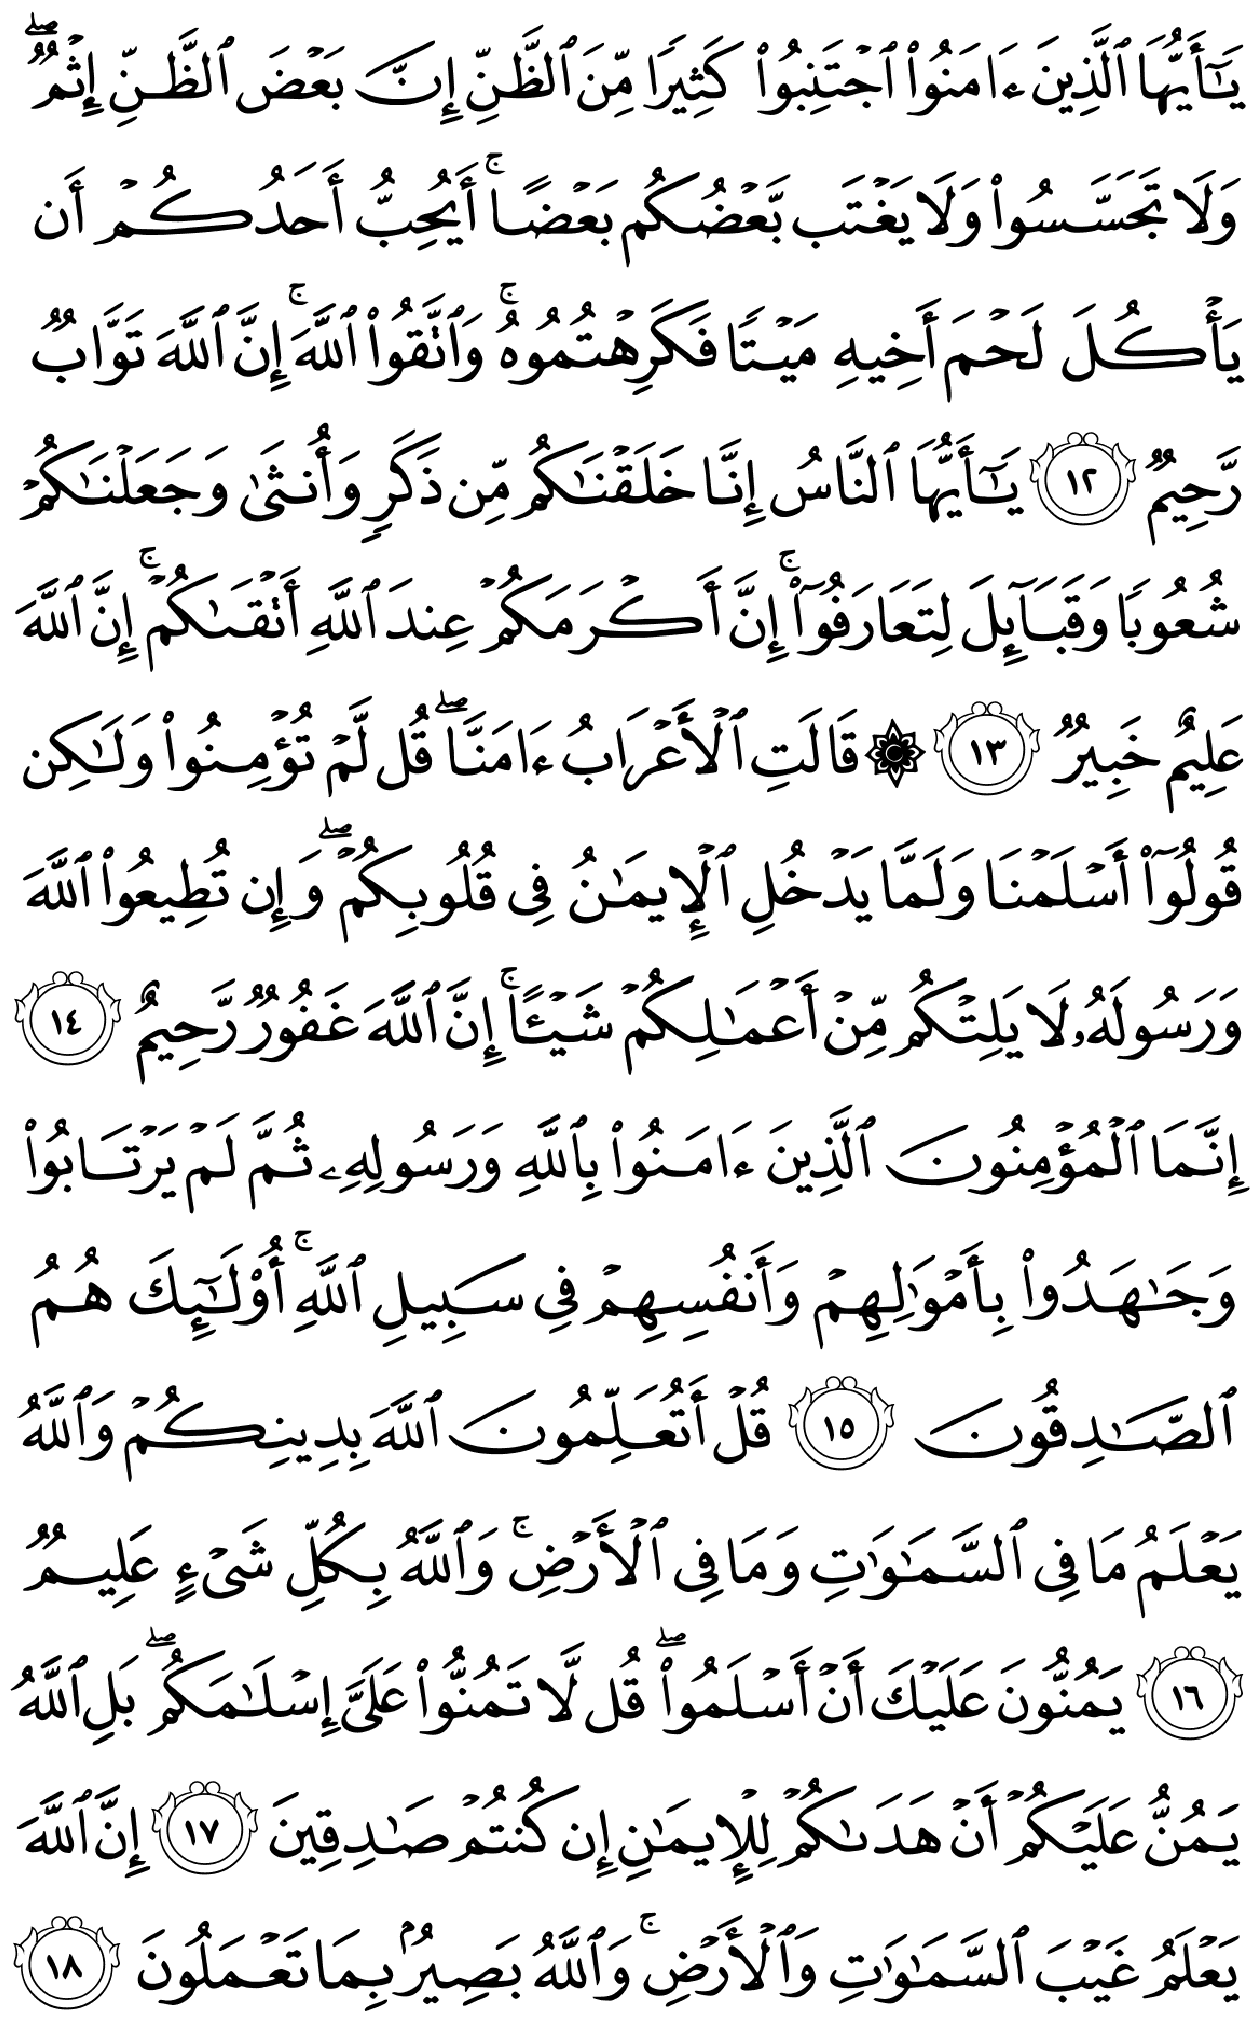 يَـٰٓأَيُّهَا ٱلَّذِينَ ءَامَنُوا۟ ٱجْتَنِبُوا۟ كَثِيرًا مِّنَ ٱلظَّنِّ إِنَّ بَعْضَ ٱلظَّنِّ إِثْمٌ ۖ
وَلَا تَجَسَّسُوا۟ وَلَا يَغْتَب بَّعْضُكُم بَعْضًا ۚ أَيُحِبُّ أَحَدُكُمْ أَن
يَأْكُلَ لَحْمَ أَخِيهِ مَيْتًا فَكَرِهْتُمُوهُ ۚ وَٱتَّقُوا۟ ٱللَّهَ ۚ إِنَّ ٱللَّهَ تَوَّابٌ
رَّحِيمٌ ١٢ يَـٰٓأَيُّهَا ٱلنَّاسُ إِنَّا خَلَقْنَـٰكُم مِّن ذَكَرٍ وَأُنثَىٰ وَجَعَلْنَـٰكُمْ
شُعُوبًا وَقَبَآئِلَ لِتَعَارَفُوٓا۟ ۚ إِنَّ أَكْرَمَكُمْ عِندَ ٱللَّهِ أَتْقَىٰكُمْ ۚ إِنَّ ٱللَّهَ
عَلِيمٌ خَبِيرٌ ١٣ ۞ قَالَتِ ٱلْأَعْرَابُ ءَامَنَّا ۖ قُل لَّمْ تُؤْمِنُوا۟ وَلَـٰكِن
قُولُوٓا۟ أَسْلَمْنَا وَلَمَّا يَدْخُلِ ٱلْإِيمَـٰنُ فِى قُلُوبِكُمْ ۖ وَإِن تُطِيعُوا۟ ٱللَّهَ
وَرَسُولَهُۥ لَا يَلِتْكُم مِّنْ أَعْمَـٰلِكُمْ شَيْـًٔا ۚ إِنَّ ٱللَّهَ غَفُورٌ رَّحِيمٌ ١٤
إِنَّمَا ٱلْمُؤْمِنُونَ ٱلَّذِينَ ءَامَنُوا۟ بِٱللَّهِ وَرَسُولِهِۦ ثُمَّ لَمْ يَرْتَابُوا۟
وَجَـٰهَدُوا۟ بِأَمْوَٰلِهِمْ وَأَنفُسِهِمْ فِى سَبِيلِ ٱللَّهِ ۚ أُو۟لَـٰٓئِكَ هُمُ
ٱلصَّـٰدِقُونَ ١٥ قُلْ أَتُعَلِّمُونَ ٱللَّهَ بِدِينِكُمْ وَٱللَّهُ
يَعْلَمُ مَا فِى ٱلسَّمَـٰوَٰتِ وَمَا فِى ٱلْأَرْضِ ۚ وَٱللَّهُ بِكُلِّ شَىْءٍ عَلِيمٌ
١٦ يَمُنُّونَ عَلَيْكَ أَنْ أَسْلَمُوا۟ ۖ قُل لَّا تَمُنُّوا۟ عَلَىَّ إِسْلَـٰمَكُم ۖ بَلِ ٱللَّهُ
يَمُنُّ عَلَيْكُمْ أَنْ هَدَىٰكُمْ لِلْإِيمَـٰنِ إِن كُنتُمْ صَـٰدِقِينَ ١٧ إِنَّ ٱللَّهَ
يَعْلَمُ غَيْبَ ٱلسَّمَـٰوَٰتِ وَٱلْأَرْضِ ۚ وَٱللَّهُ بَصِيرٌۢ بِمَا تَعْمَلُونَ ١٨